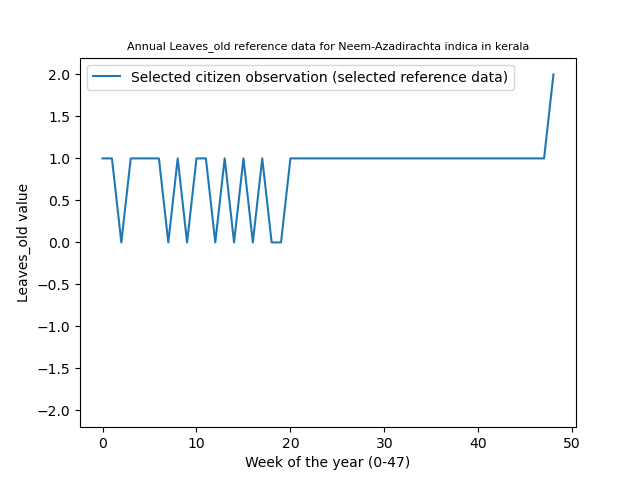 Annual Leaves_old reference data for Neem-Azadirachta indica in kerala
Selected citizen observation (selected reference data)
Leaves_old value
2.0
1.5
1.0
0.5
0.0
−0.5
−1.0
−1.5
−2.0
0 10 20 30 40 50
Week of the year (0-47)